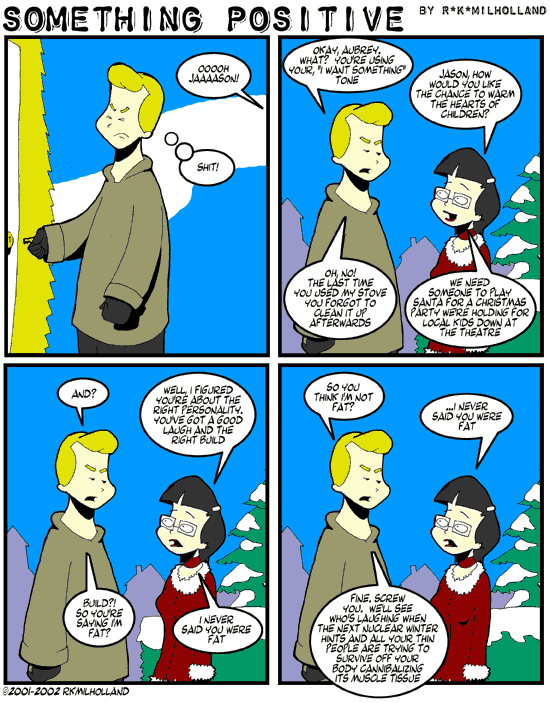 SOMETHING POSITIVE BY R*K*MILHOLLAND
OOOOH
JAAAASON!
SHIT!
OKAY, AUBREY.
WHAT? YOU'RE USING
YOUR, "I WANT SOMETHING"
TONE
JASON, HOW
WOULD YOU LIKE
THE CHANCE TO WARM
THE HEARTS OF
CHILDREN?
OH, NO!
THE LAST TIME
YOU USED MY STOVE
YOU FORGOT TO
CLEAN IT UP
AFTERWARDS
WE NEED
SOMEONE TO PLAY
SANTA FOR A CHRISTMAS
PARTY WE'RE HOLDING FOR
LOCAL KIDS DOWN AT
THE THEATRE
AND?
WELL, I FIGURED
YOU'RE ABOUT THE
RIGHT PERSONALITY.
YOU'VE GOT A GOOD
LAUGH AND THE
RIGHT BUILD
BUILD?!
SO YOU'RE
SAYING I'M
FAT?
I NEVER
SAID YOU WERE
FAT
SO YOU
THINK I'M NOT
FAT?
...I NEVER
SAID YOU WERE
FAT
FINE. SCREW
YOU. WE'LL SEE
WHO'S LAUGHING WHEN
THE NEXT NUCLEAR WINTER
HINTS AND ALL YOUR THIN
PEOPLE ARE TRYING TO
SURVIVE OFF YOUR
BODY CANNIBALIZING
ITS MUSCLE TISSUE
©2001-2002 RKMILHOLLAND